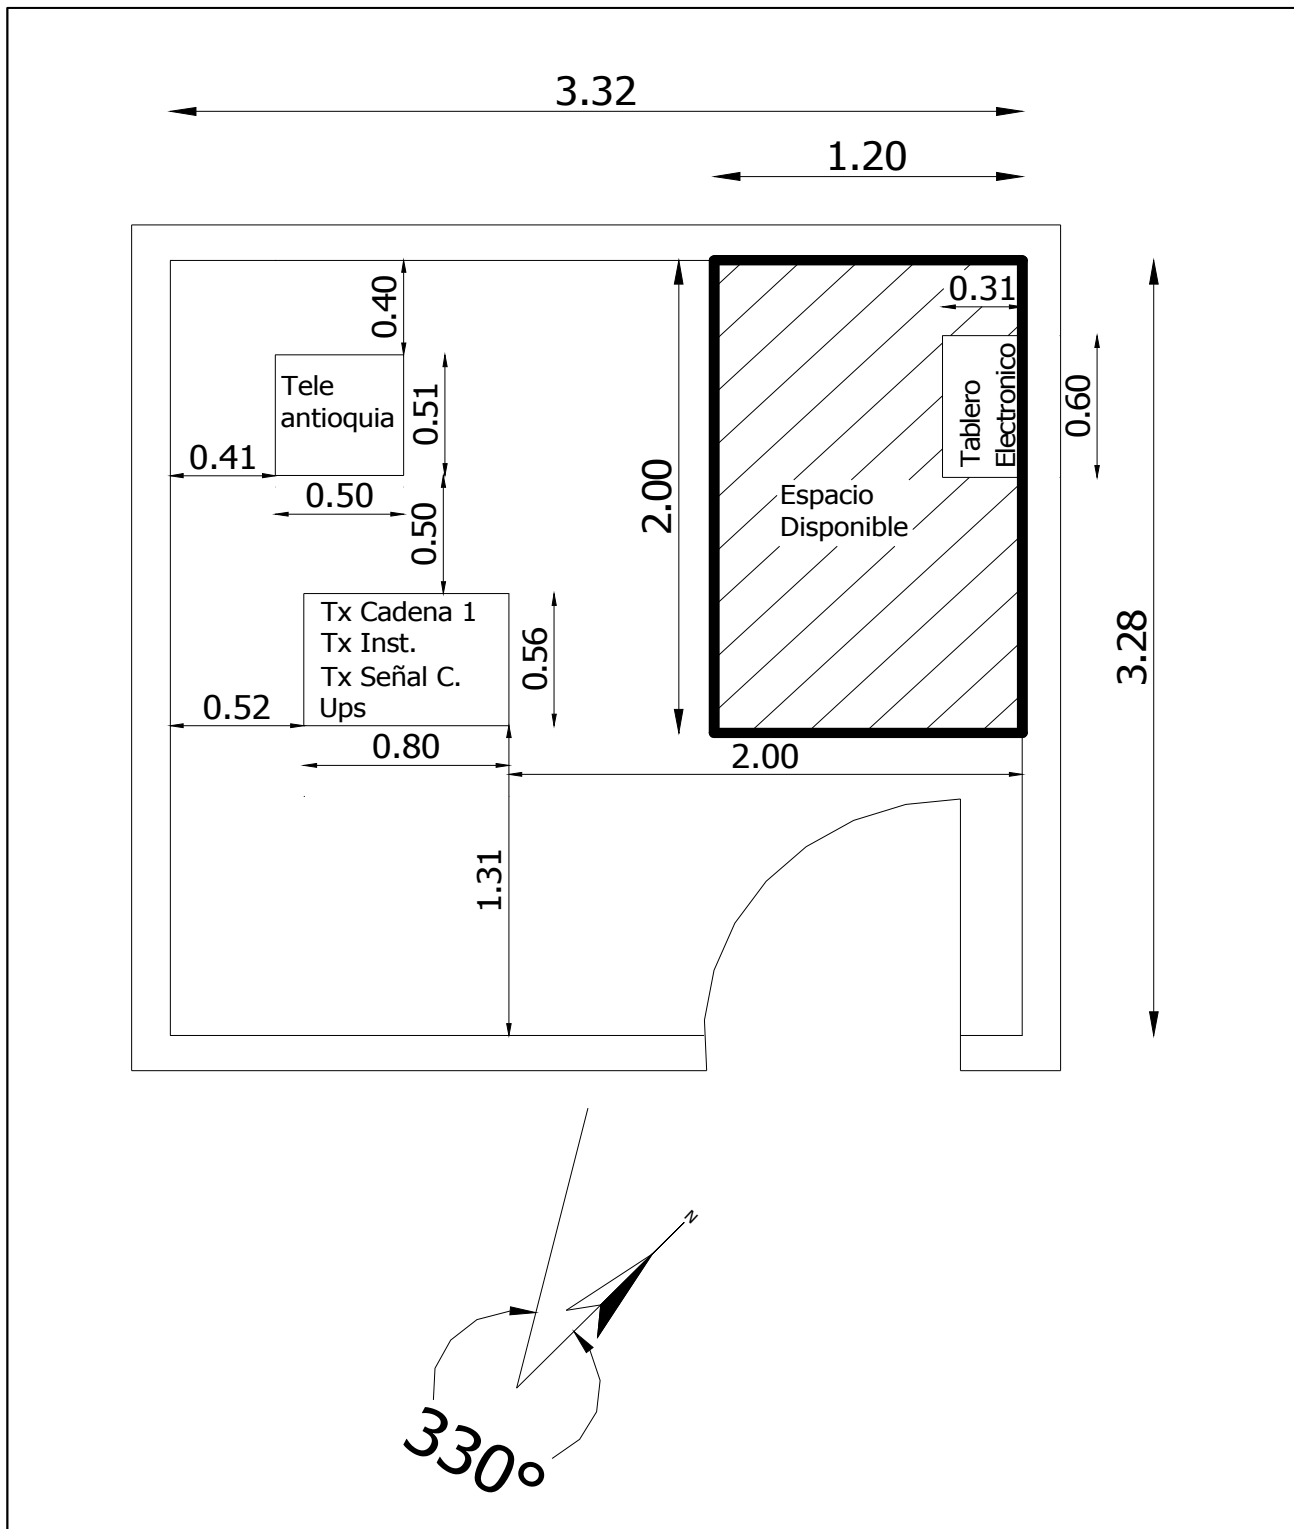 3.32
1.20
0.40
0.31
Tele
antioquia
0.51
Tablero
Electronico
0.60
0.41
0.50
0.50
2.00
Espacio
Disponible
Tx Cadena 1
Tx Inst.
Tx Señál C.
Ups
0.56
3.28
0.52
0.80
2.00
1.31
N
330°